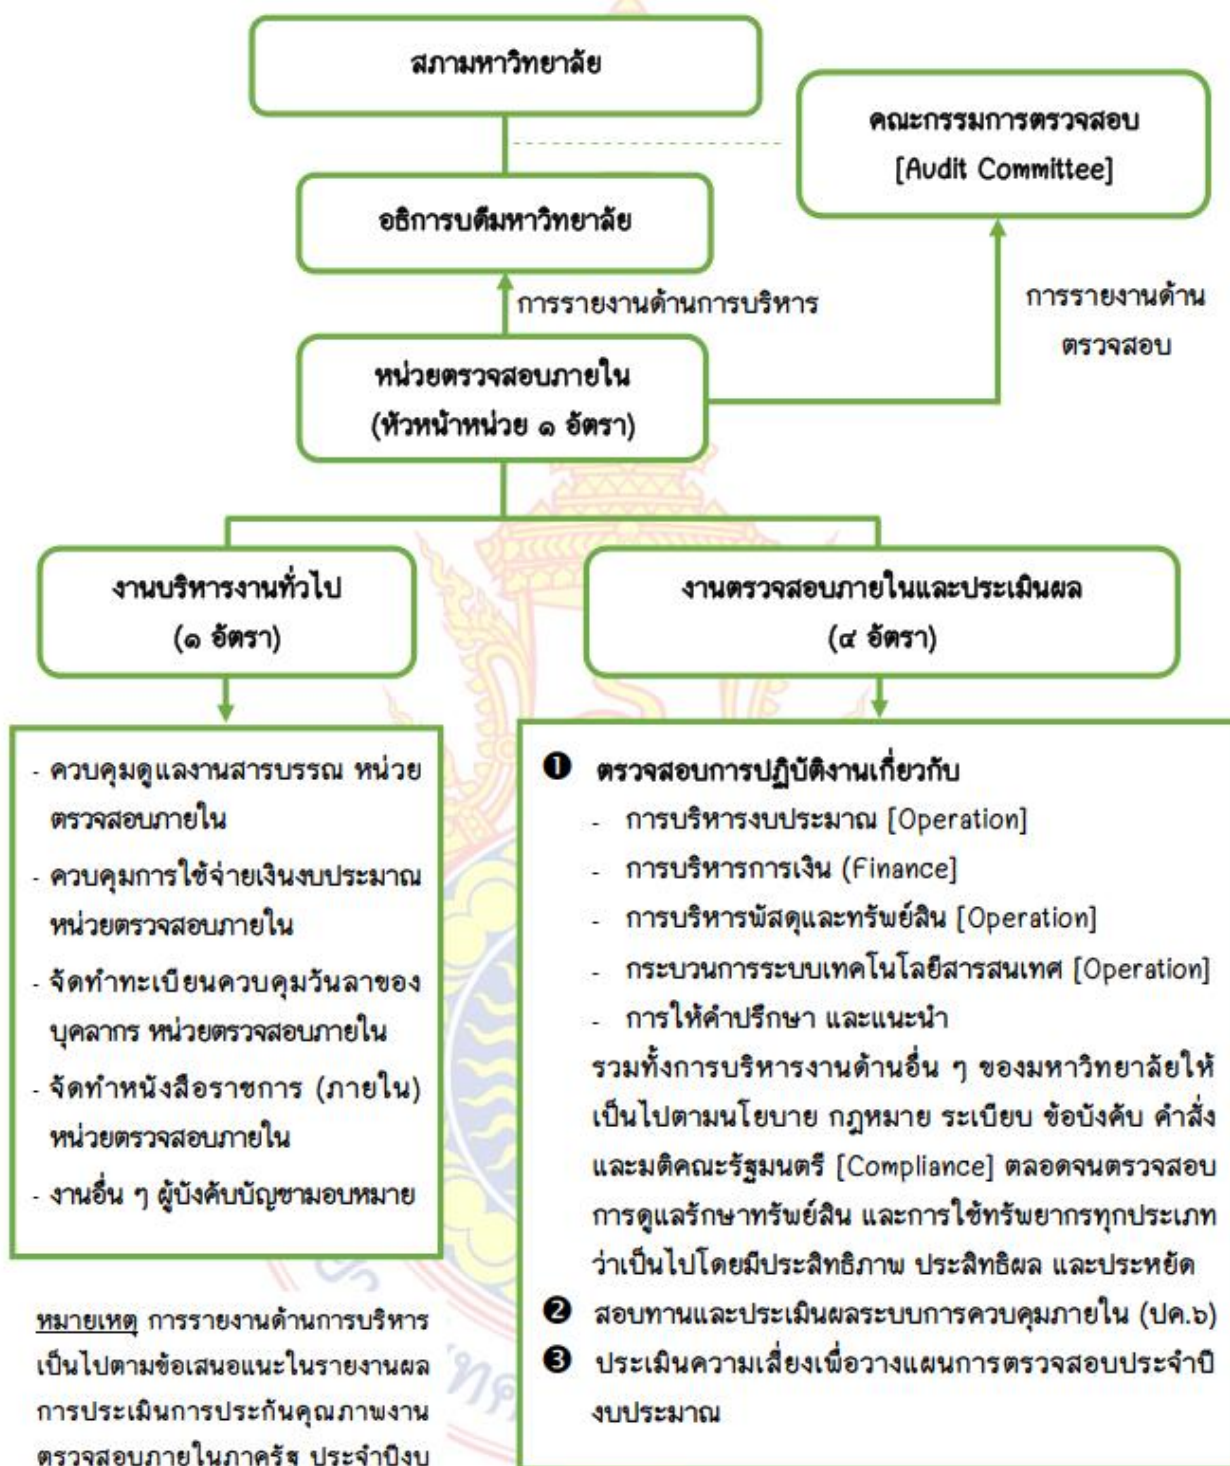 สภามหาวิทยาลัย
คณะกรรมการตรวจสอบ
[Audit Committee]
อธิการบดีมหาวิทยาลัย
การรายงานด้านการบริหาร
การรายงานด้าน
ตรวจสอบ
หน่วยตรวจสอบภายใน
(หัวหน้าหน่วย ๑ อัตรา)
งานบริหารงานทั่วไป
(๑ อัตรา)
งานตรวจสอบภายในและประเมินผล
(๔ อัตรา)
- ควบคุมดูแลงานสารบรรณ หน่วย
ตรวจสอบภายใน
- ควบคุมการใช้จ่ายเงินงบประมาณ
หน่วยตรวจสอบภายใน
- จัดทำทะเบียนควบคุมวันลาของ
บุคลากร หน่วยตรวจสอบภายใน
- จัดทำหนังสือราชการ (ภายใน)
หน่วยตรวจสอบภายใน
- งานอื่น ๆ ผู้บังคับบัญชามอบหมาย
หมายเหตุ การรายงานด้านการบริหาร
เป็นไปตามข้อเสนอแนะในรายงานผล
การประเมินการประกันคุณภาพงาน
ตรวจสอบภายในภาครัฐ ประจำปีงบ
❶ ตรวจสอบการปฏิบัติงานเกี่ยวกับ
- การบริหารงบประมาณ [Operation]
- การบริหารการเงิน (Finance]
- การบริหารพัสดุและทรัพย์สิน [Operation]
- กระบวนการระบบเทคโนโลยีสารสนเทศ [Operation]
- การให้คำปรึกษา และแนะนำ
รวมทั้งการบริหารงานด้านอื่น ๆ ของมหาวิทยาลัยให้
เป็นไปตามนโยบาย กฎหมาย ระเบียบ ข้อบังคับ คำสั่ง
และมติคณะรัฐมนตรี [Compliance] ตลอดจนตรวจสอบ
การดูแลรักษาทรัพย์สิน และการใช้ทรัพยากรทุกประเภท
ว่าเป็นไปโดยมีประสิทธิภาพ ประสิทธิผล และประหยัด
❷ สอบทานและประเมินผลระบบการควบคุมภายใน (ปค.๖)
❸ ประเมินความเสี่ยงเพื่อวางแผนการตรวจสอบประจำปี
งบประมาณ